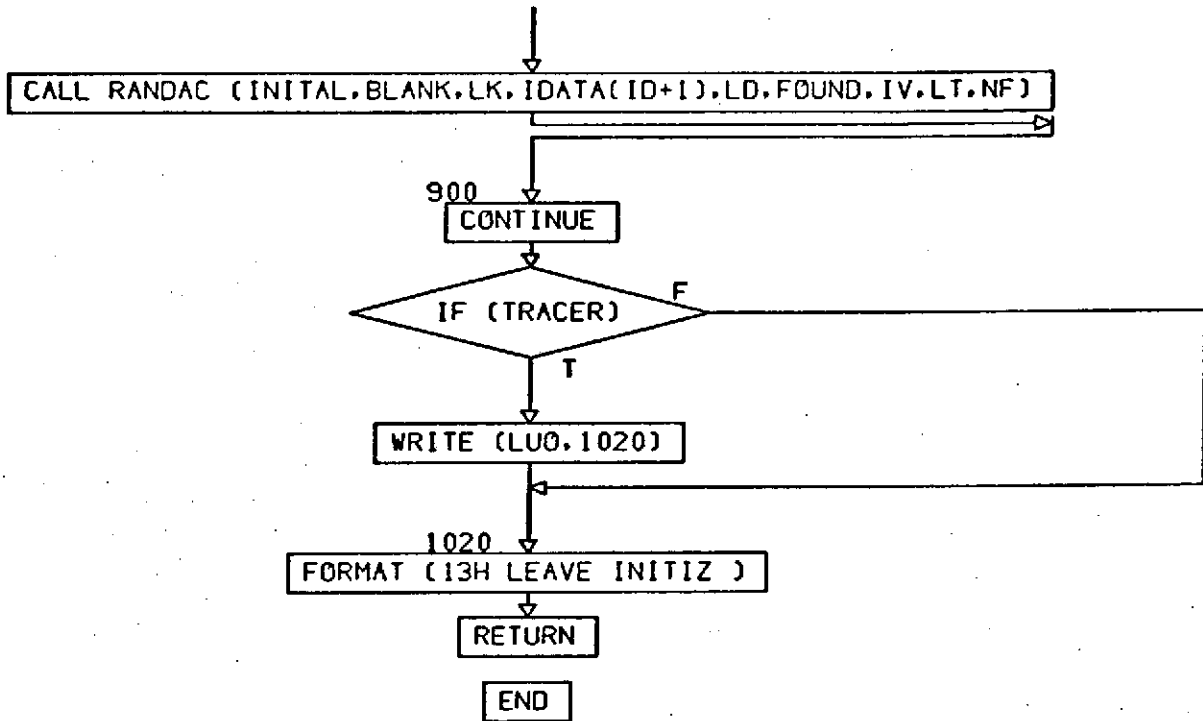 CALL RANDAC (INITAL,BLANK,LK,IDATA(ID+1),LD,FOUND,IV,LT,NF)
900
CONTINUE
IF (TRACER)
F
T
WRITE (LUO,1020)
1020
FORMAT (13H LEAVE INITIZ )
RETURN
END